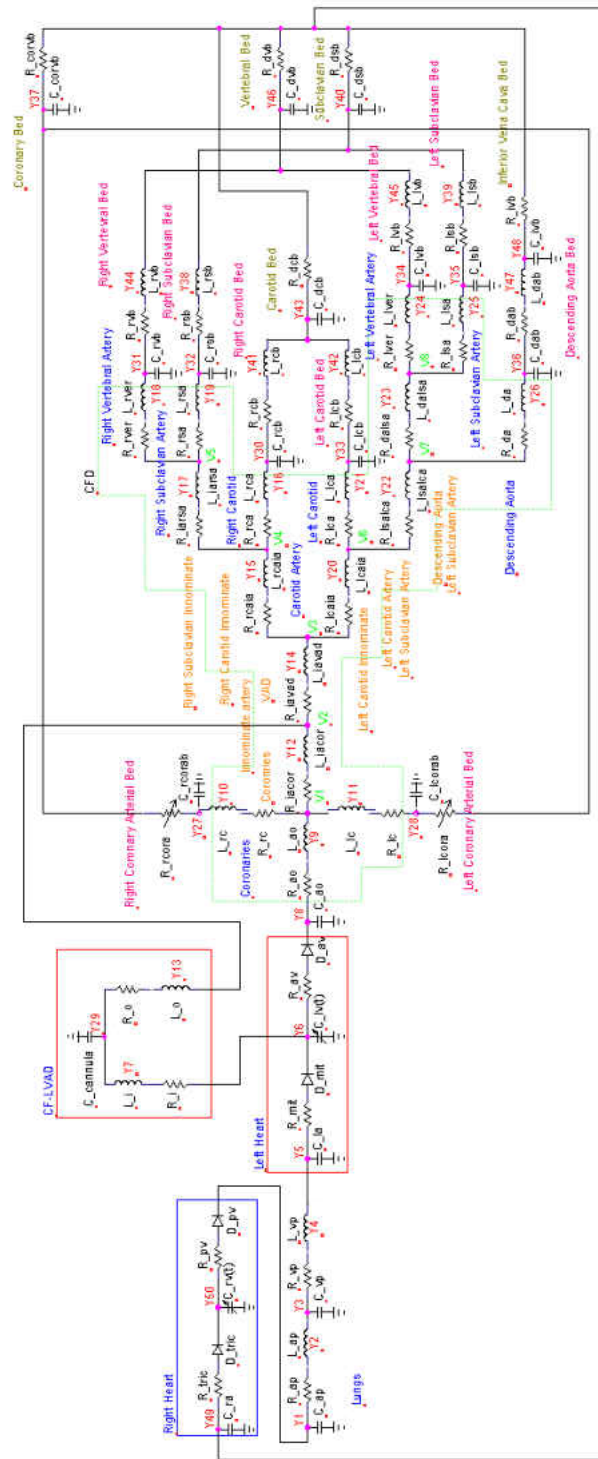 Coronary Bed
Y37
R_corvb
C_corvb
Vertebral Bed
Y46
R_dvb
C_dvb
Subclavian Bed
Y40
R_dsb
C_dsb
Inferior Vena Cava Bed
Right Vertevral Bed
Y44
L_rvb
Right Subclavian Bed
Y38
L_rsb
Y31
R_rvb
C_rvb
Y32
R_rsb
C_rsb
Right Vertebral Artery
R_rver
L_rver
Y18
Right Subclavian Artery
R_rsa
L_rsa
Y19
Carotid Bed
Y43
R_dcb
C_dcb
Right Carotid Bed
Y41
L_rcb
R_rcb
Y30
C_rcb
Left Carotid Bed
Y42
L_lcb
R_lcb
Y33
C_lcb
Left Vertebral Bed
Y45
L_lvb
R_lvb
Y34
C_lvb
Left Subclavian Bed
Y39
L_lsb
R_lsb
Y35
C_lsb
Left Vertebral Artery
R_lver
L_lver
Y24
R_lsa
L_lsa
Y25
V8
Left Subclavian Artery
R_ivb
Y48
C_ivb
Y47
L_dab
R_dab
Y36
C_dab
Descending Aorta Bed
R_da
L_da
Y26
Descending Aorta
CFD
R_iarsa
Y17
L_iarsa
V5
Right Carotid
R_rca
L_rca
Y16
V4
Left Carotid
R_lca
L_lca
Y21
V6
R_dalsa
Y23
L_dalsa
V7
R_lsalca
Y22
L_lsalca
R_rcaia
Y15
L_rcaia
Carotid Artery
R_lcaia
Y20
L_lcaia
V3
Descending Aorta
Left Subclavian Artery
Right Subclavian Innominate
Right Carotid Innominate
Innominate artery
VAD
Left Carotid Innominate
Left Carotid Artery
Left Subclavian Artery
R_iavad
Y14
L_iavad
V2
R_iacor
Y12
L_iacor
V1
Coronries
Right Coronary Arterial Bed
R_rcora
C_rcorab
Y27
Y10
L_rc
R_rc
Coronaries
Y11
L_lc
R_lc
Y28
C_lcorab
R_lcora
Left Coronary Arterial Bed
R_ao
L_ao
Y9
Y8
C_ao
CF-LVAD
C_cannula
Y29
R_o
Y13
L_o
Y7
L_i
R_i
Left Heart
Y5
C_la
R_mit
D_mit
Y6
C_lv(t)
R_av
D_av
Right Heart
Y49
C_ra
R_tric
D_tric
Y50
C_rv(t)
R_pv
D_pv
Y1
C_ap
R_ap
L_ap
Y2
Y3
C_vp
R_vp
L_vp
Y4
Lungs